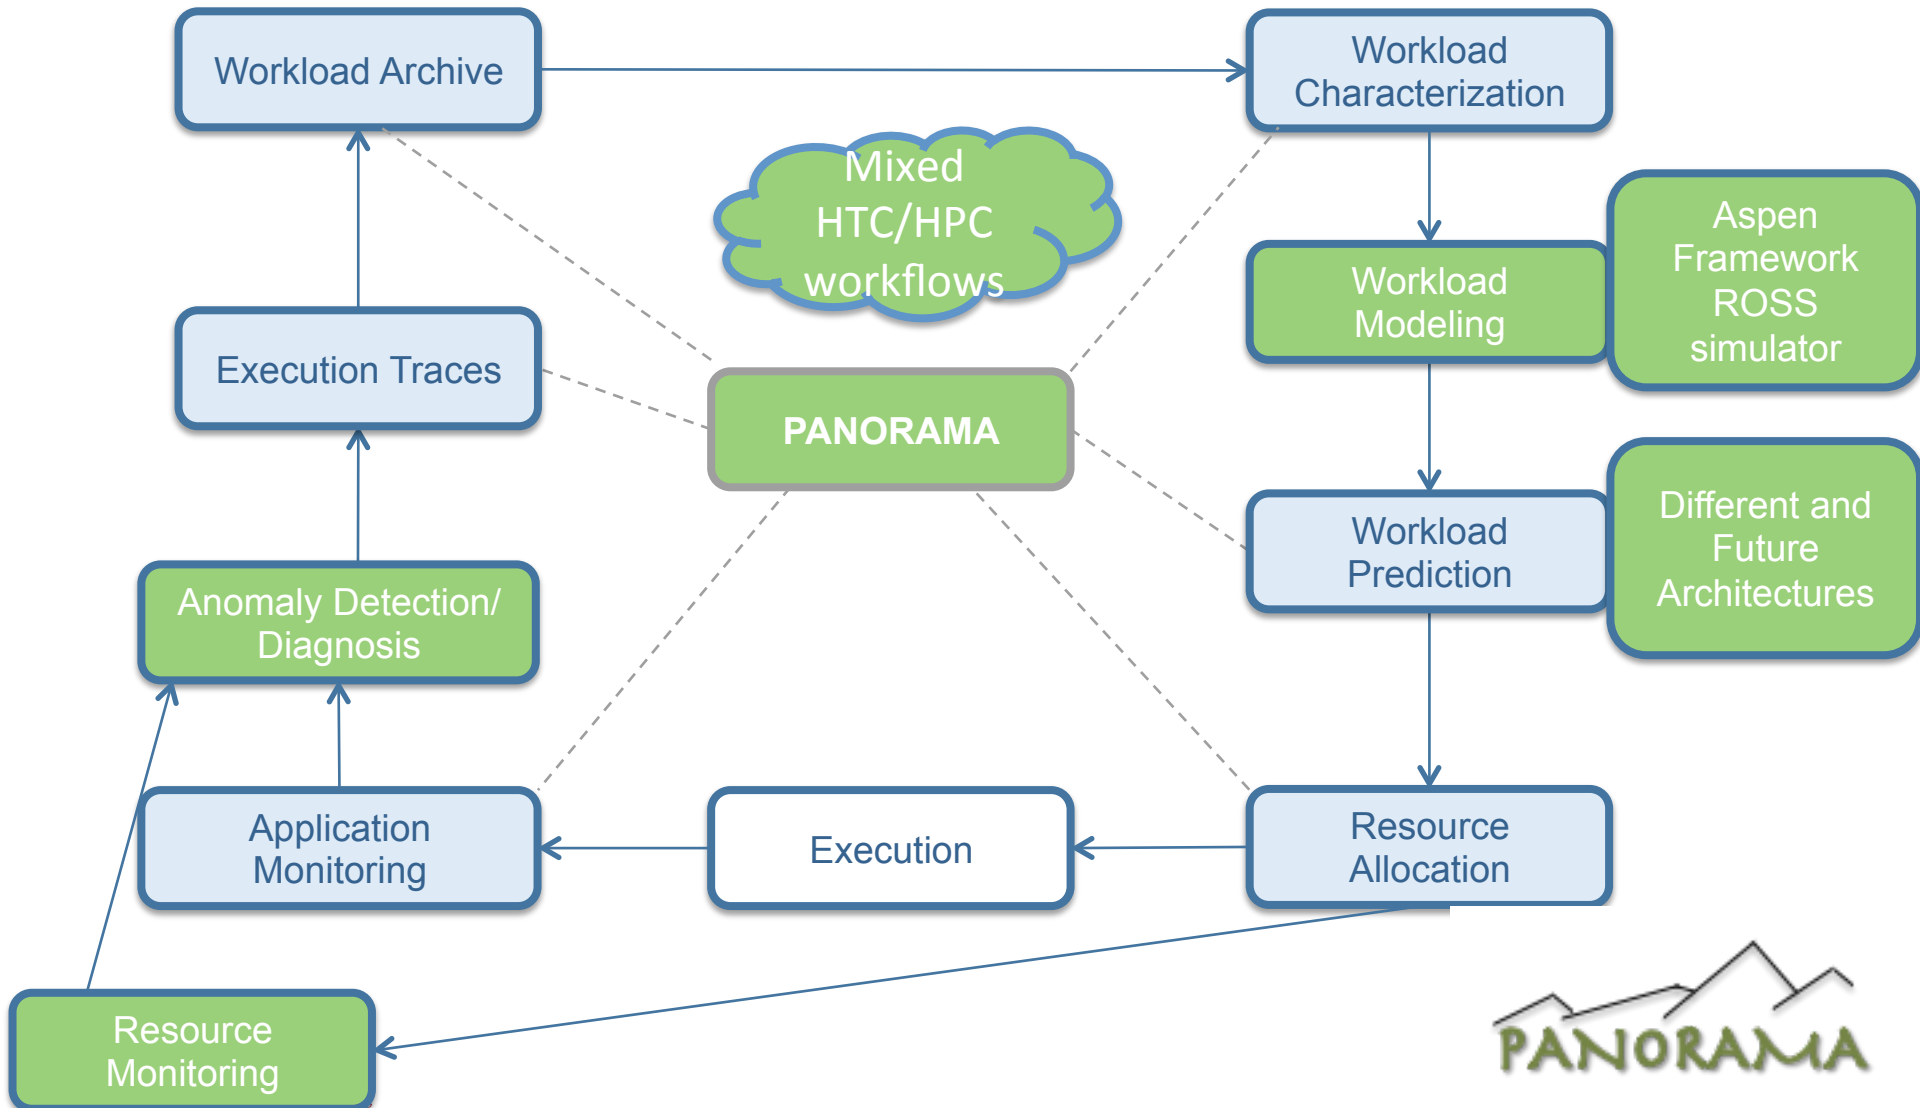 Workload Archive
Workload
Characterization
Mixed
HTC/HPC
workflows
Aspen
Framework
ROSS
simulator
Workload
Modeling
Execution Traces
PANORAMA
Workload
Prediction
Different and
Future
Architectures
Anomaly Detection/
Diagnosis
Application
Monitoring
Execution
Resource
Allocation
Resource
Monitoring
PANORAMA